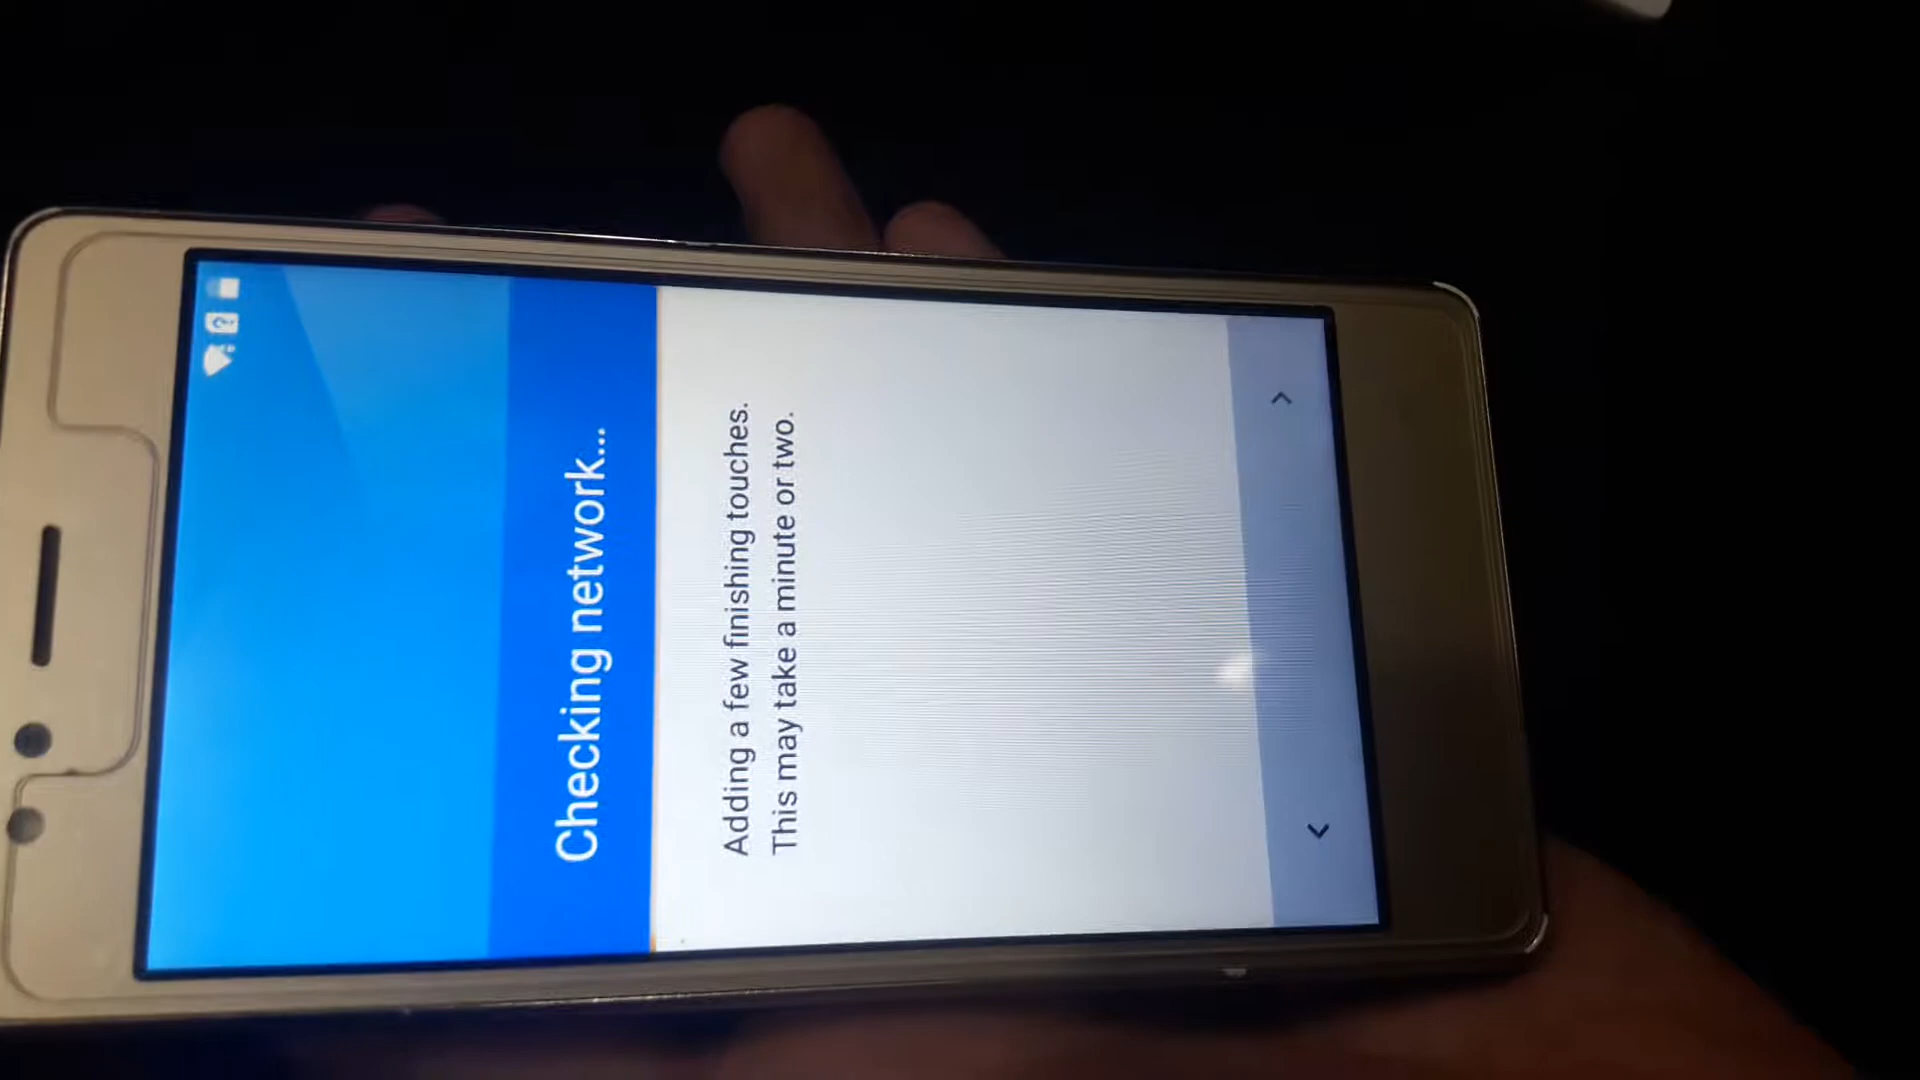 Checking network...
Adding a few finishing touches.
This may take a minute or two.